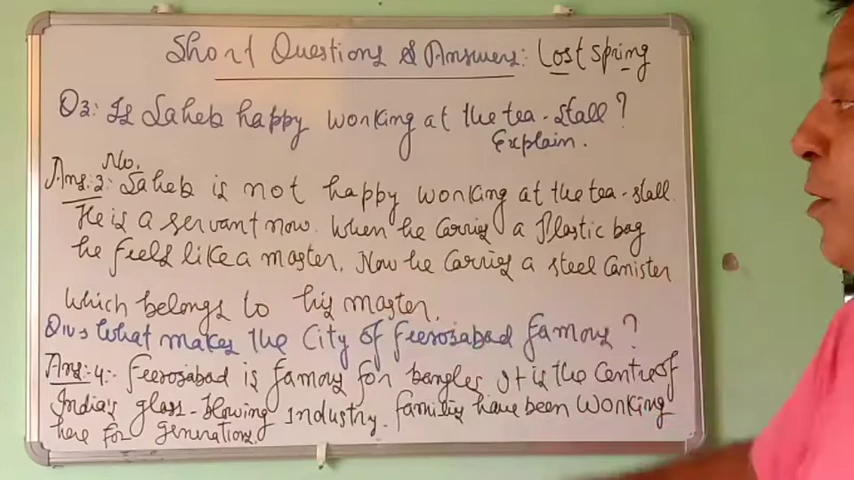 Short Questions & Answers: Lost spring
Q3: Is Saheb happy working at the tea-stall?
Explain.
No,
Ans:3: Saheb is not happy working at the tea-stall.
He is a servant now. When he carries a Plastic bag
he feels like a master. Now he carries a steel canister
which belongs to his master.
Qiv> What makes the City of Feerozabad famous?
Ans:-4:- Feerozabad is famous for bangles. It is the Centre of
India's glass-blowing industry. families have been working
here for generations.